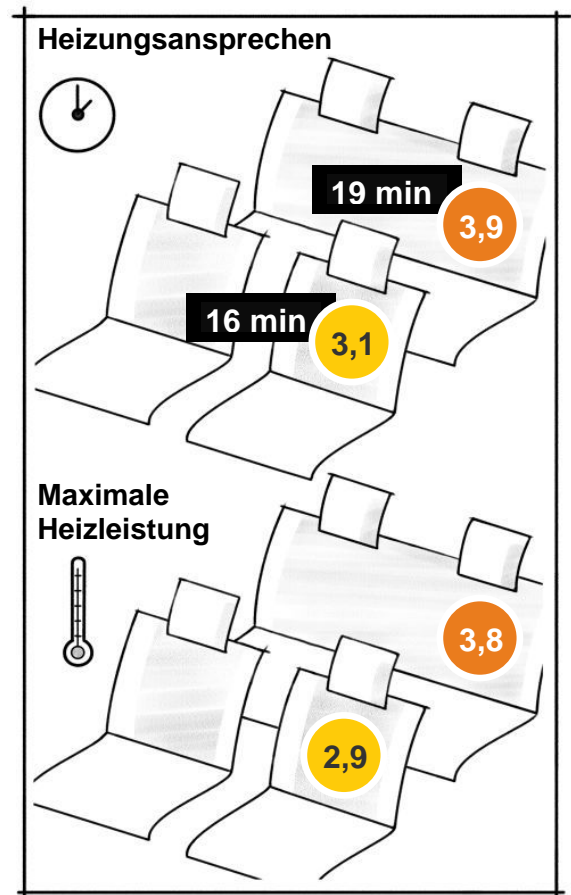 Heizungsansprechen
19 min
3,9
16 min
3,1
Maximale
Heizleistung
3,8
2,9